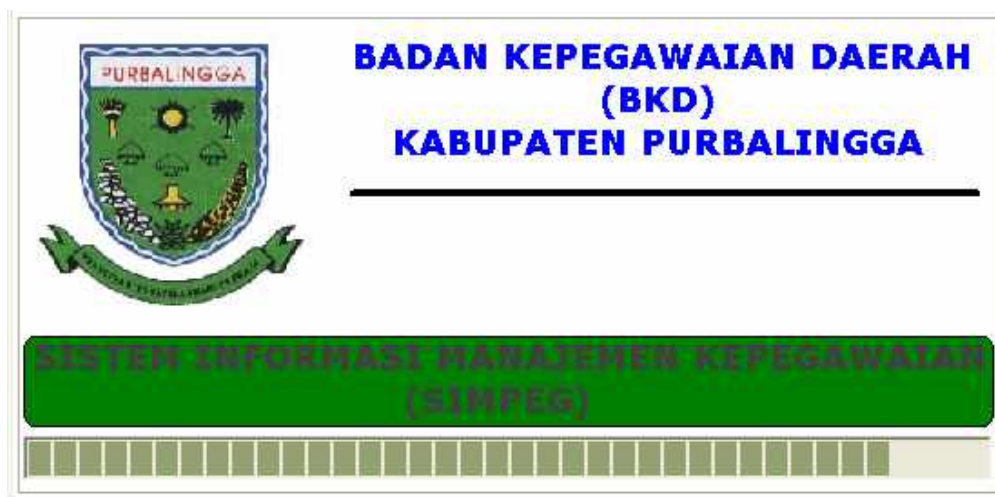 PURBALINGGA
BADAN KEPEGAWAIAN DAERAH
(BKD)
KABUPATEN PURBALINGGA
SISTEM INFORMASI MANAJEMEN KEPEGAWAIAN
(SIMPEG)